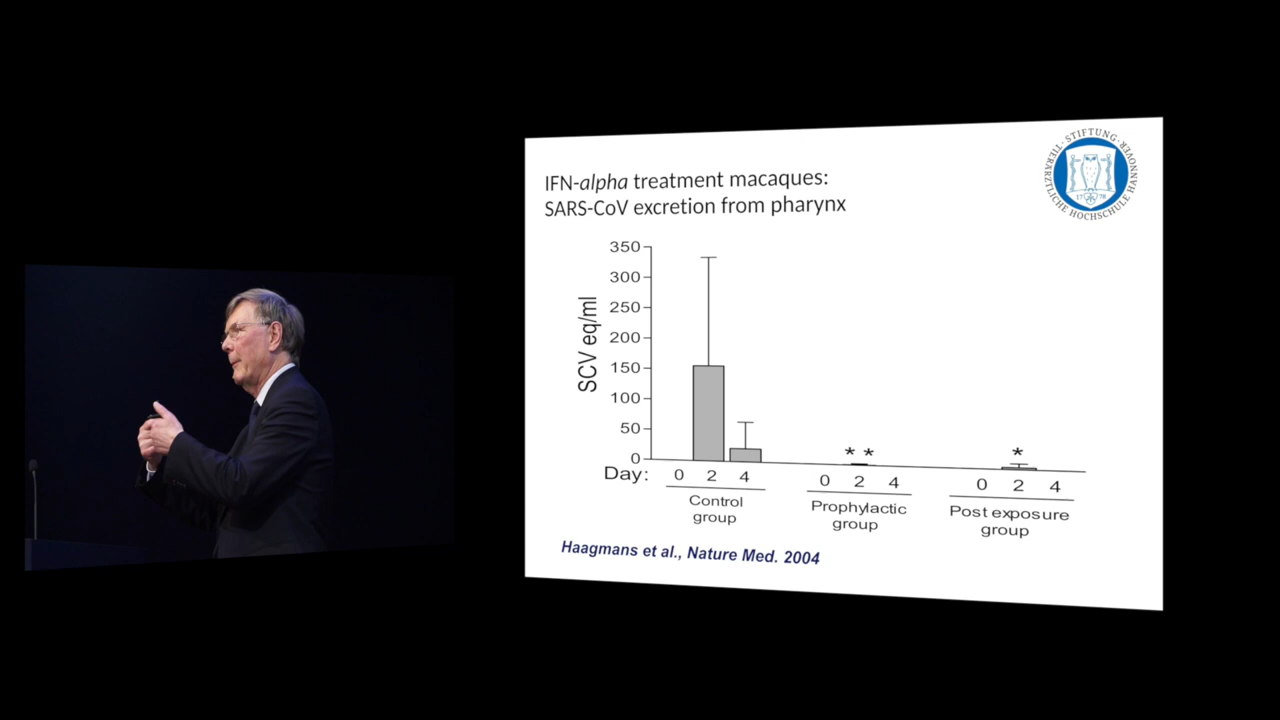 IFN-alpha treatment macaques:
SARS-CoV excretion from pharynx
· STIFTUNG ·
TIERÄRZTLICHE HOCHSCHULE HANNOVER
17 78
SCV eq/ml
350
300
250
200
150
100
50
0
* *
*
Day: 0 2 4 0 2 4 0 2 4
Control
group
Prophylactic
group
Post exposure
group
Haagmans et al., Nature Med. 2004